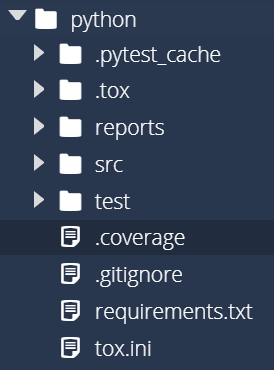 python
.pytest_cache
.tox
reports
src
test
.coverage
.gitignore
requirements.txt
tox.ini